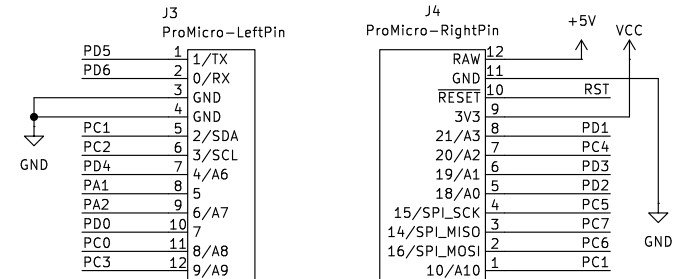 J3
ProMicro-LeftPin
PD5 1 1/TX
PD6 2 0/RX
3 GND
4 GND
PC1 5 2/SDA
PC2 6 3/SCL
PD4 7 4/A6
PA1 8 5
PA2 9 6/A7
PD0 10 7
PC0 11 8/A8
PC3 12 9/A9
GND
J4
ProMicro-RightPin
+5V
VCC
RAW 12
GND 11
RESET 10 RST
3V3 9
21/A3 8 PD1
20/A2 7 PC4
19/A1 6 PD3
18/A0 5 PD2
15/SPI_SCK 4 PC5
14/SPI_MISO 3 PC7
16/SPI_MOSI 2 PC6
10/A10 1 PC1
GND